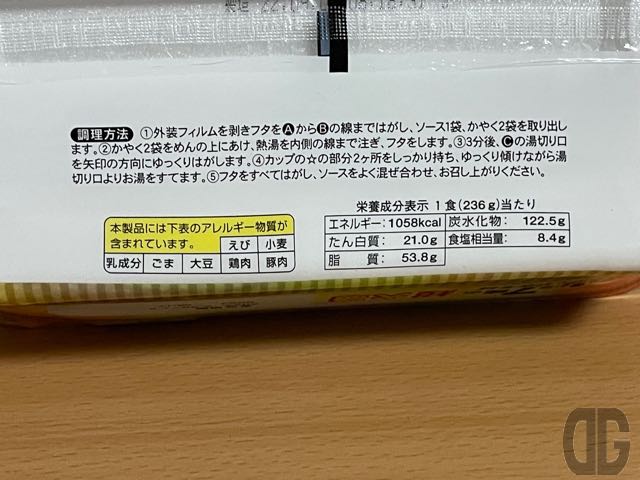 調理方法 ①外装フィルムを剥きフタをAからBの線まではがし、ソース1袋、かやく2袋を取り出し
ます。②かやく2袋をめんの上にあけ、熱湯を内側の線まで注ぎ、フタをします。③3分後、Cの湯切り口
を矢印の方向にゆっくりはがします。④カップの☆の部分2ヶ所をしっかり持ち、ゆっくり傾けながら湯
切り口よりお湯をすてます。⑤フタをすべてはがし、ソースをよく混ぜ合わせ、お召し上がりください。
本製品には下表のアレルギー物質が
含まれています。 えび 小麦
乳成分 ごま 大豆 鶏肉 豚肉
栄養成分表示 1食(236g)当たり
エネルギー: 1058kcal 炭水化物: 122.5g
たん白質: 21.0g 食塩相当量: 8.4g
脂質: 53.8g
DG